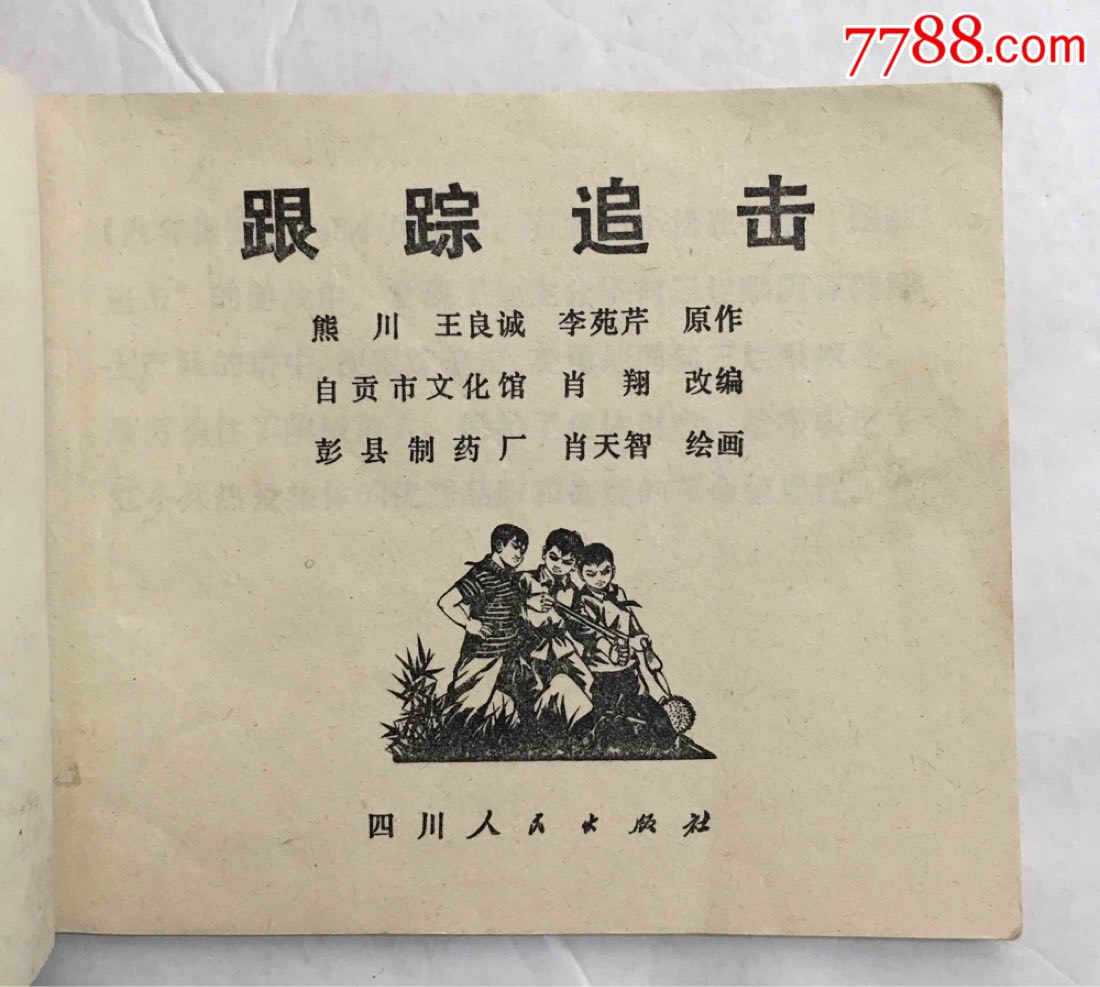 7788.com
跟踪追击
熊川 王良诚 李苑芹 原作
自贡市文化馆 肖翔 改编
彭县制药厂 肖天智 绘画
四川人民出版社